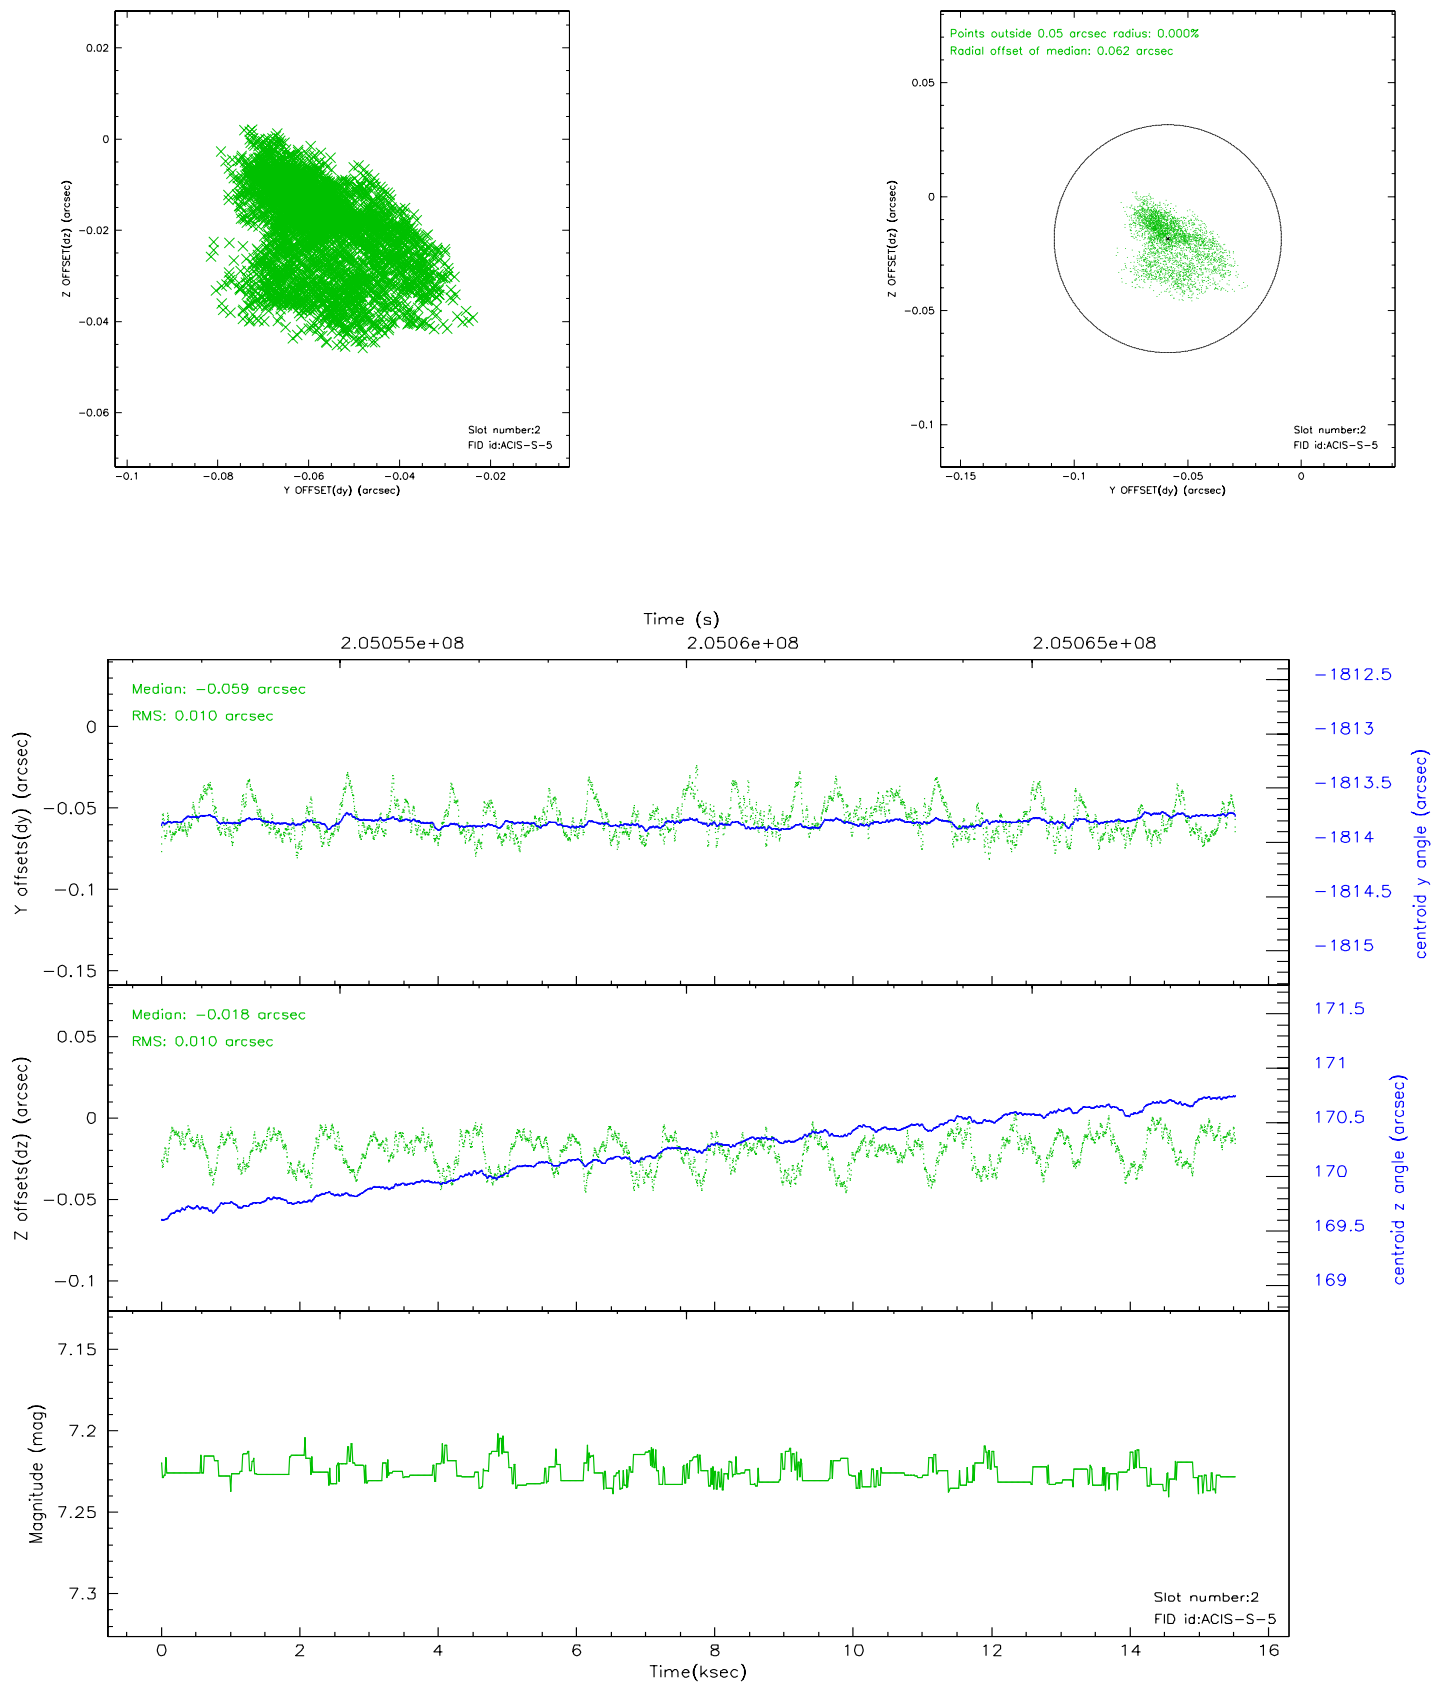 0.02
0
−0.02
−0.04
−0.06
Z OFFSET(dz) (arcsec)
Slot number:2
FID id:ACIS−S−5
−0.1
−0.08
−0.06
−0.04
−0.02
Y OFFSET(dy) (arcsec)
Points outside 0.05 arcsec radius: 0.000%
Radial offset of median: 0.062 arcsec
0.05
0
−0.05
−0.1
Z OFFSET(dz) (arcsec)
Slot number:2
FID id:ACIS−S−5
−0.15
−0.1
−0.05
0
Y OFFSET(dy) (arcsec)
Time (s)
2.05055e+08
2.0506e+08
2.05065e+08
Median: −0.059 arcsec
RMS: 0.010 arcsec
0
−0.05
−0.1
−0.15
Y offsets(dy) (arcsec)
−1812.5
−1813
−1813.5
−1814
−1814.5
−1815
centroid y angle (arcsec)
Median: −0.018 arcsec
RMS: 0.010 arcsec
0.05
0
−0.05
−0.1
Z offsets(dz) (arcsec)
171.5
171
170.5
170
169.5
169
centroid z angle (arcsec)
7.15
7.2
7.25
7.3
Magnitude (mag)
Slot number:2
FID id:ACIS−S−5
0
2
4
6
8
10
12
14
16
Time(ksec)